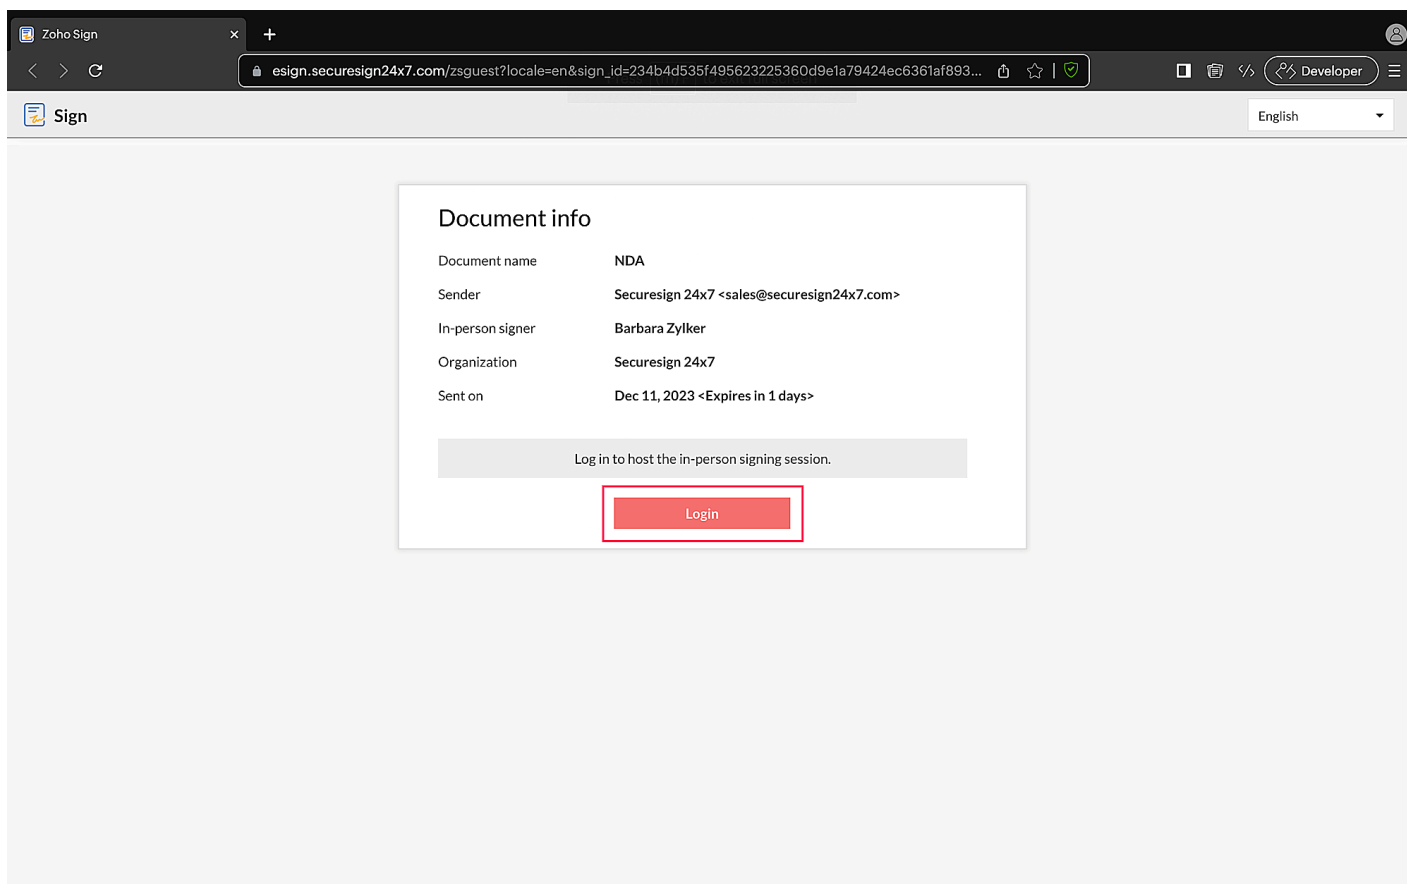 Zoho Sign
esign.securesign24x7.com/zsguest?locale=en&sign_id=234b4d535f495623225360d9e1a79424ec6361af893...
Developer
Sign
English
Document info
Document name NDA
Sender Securesign 24x7 <sales@securesign24x7.com>
In-person signer Barbara Zylker
Organization Securesign 24x7
Sent on Dec 11, 2023 <Expires in 1 days>
Log in to host the in-person signing session.
Login